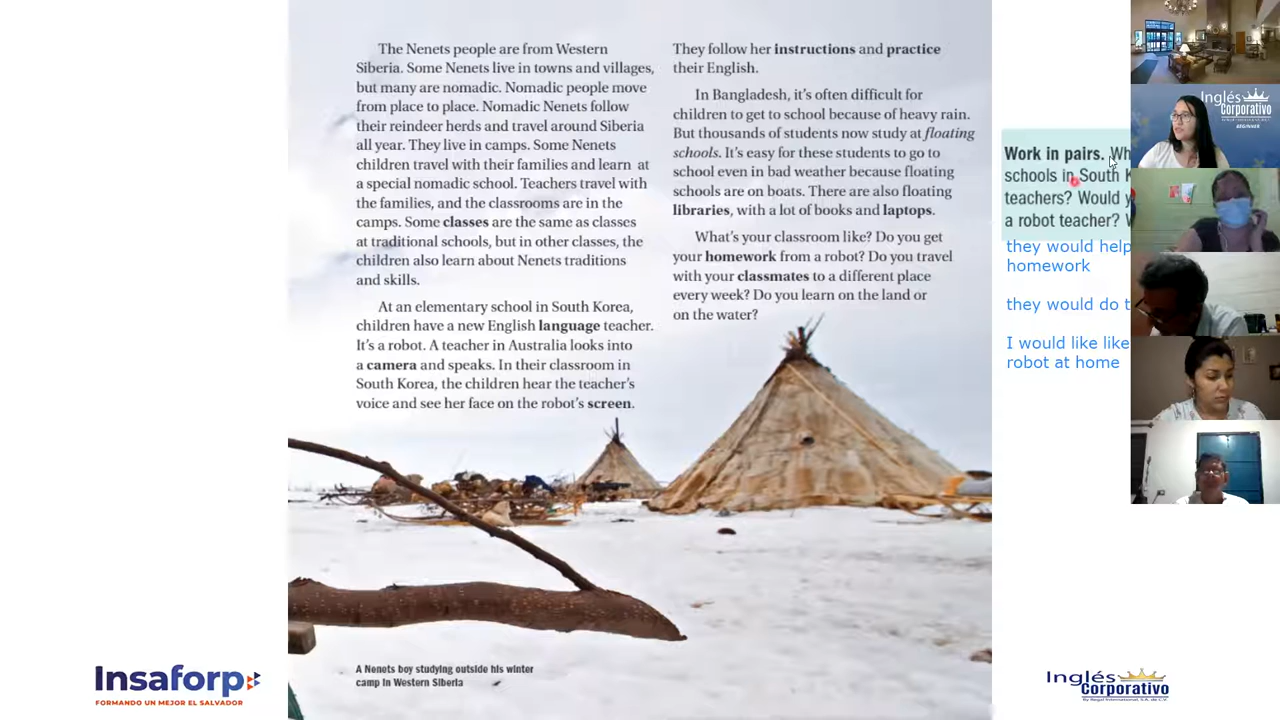 The Nenets people are from Western
Siberia. Some Nenets live in towns and villages,
but many are nomadic. Nomadic people move
from place to place. Nomadic Nenets follow
their reindeer herds and travel around Siberia
all year. They live in camps. Some Nenets
children travel with their families and learn at
a special nomadic school. Teachers travel with
the families, and the classrooms are in the
camps. Some classes are the same as classes
at traditional schools, but in other classes, the
children also learn about Nenets traditions
and skills.
At an elementary school in South Korea,
children have a new English language teacher.
It's a robot. A teacher in Australia looks into
a camera and speaks. In their classroom in
South Korea, the children hear the teacher's
voice and see her face on the robot's screen.
They follow her instructions and practice
their English.
In Bangladesh, it's often difficult for
children to get to school because of heavy rain.
But thousands of students now study at floating
schools. It's easy for these students to go to
school even in bad weather because floating
schools are on boats. There are also floating
libraries, with a lot of books and laptops.
What's your classroom like? Do you get
your homework from a robot? Do you travel
with your classmates to a different place
every week? Do you learn on the land or
on the water?
A Nenets boy studying outside his winter
camp in Western Siberia
Work in pairs.
schools in South
teachers? Would
a robot teacher?
they would help
homework
they would do
I would like like
robot at home
Inglés
Corporativo
BEGINNER
Insaforp
FORMANDO UN MEJOR EL SALVADOR
Inglés
Corporativo
By Regal International, S.A. de C.V.